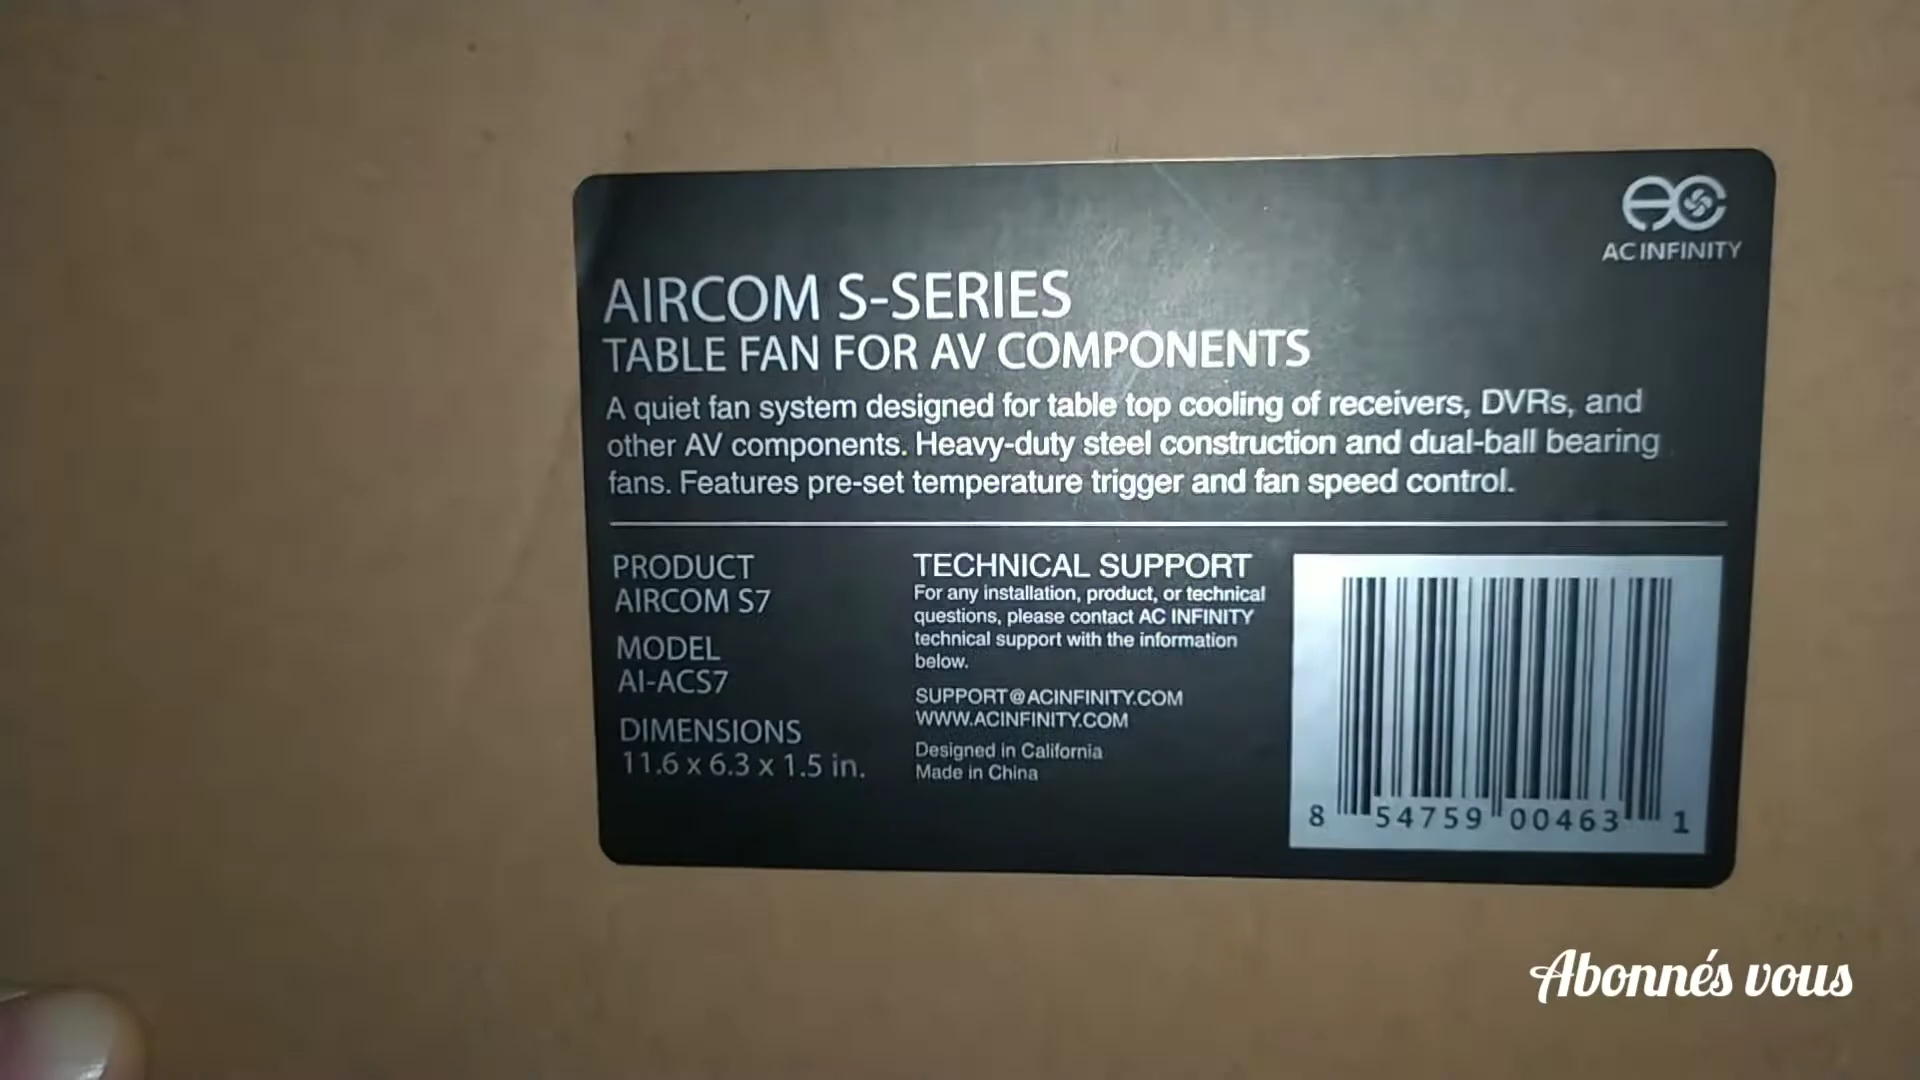 AC INFINITY
AIRCOM S-SERIES
TABLE FAN FOR AV COMPONENTS
A quiet fan system designed for table top cooling of receivers, DVRs, and
other AV components. Heavy-duty steel construction and dual-ball bearing
fans. Features pre-set temperature trigger and fan speed control.
PRODUCT
AIRCOM S7
MODEL
AI-ACS7
DIMENSIONS
11.6 x 6.3 x 1.5 in.
TECHNICAL SUPPORT
For any installation, product, or technical
questions, please contact AC INFINITY
technical support with the information
below.
SUPPORT@ACINFINITY.COM
WWW.ACINFINITY.COM
Designed in California
Made in China
8 54759 00463 1
Abonnés vous